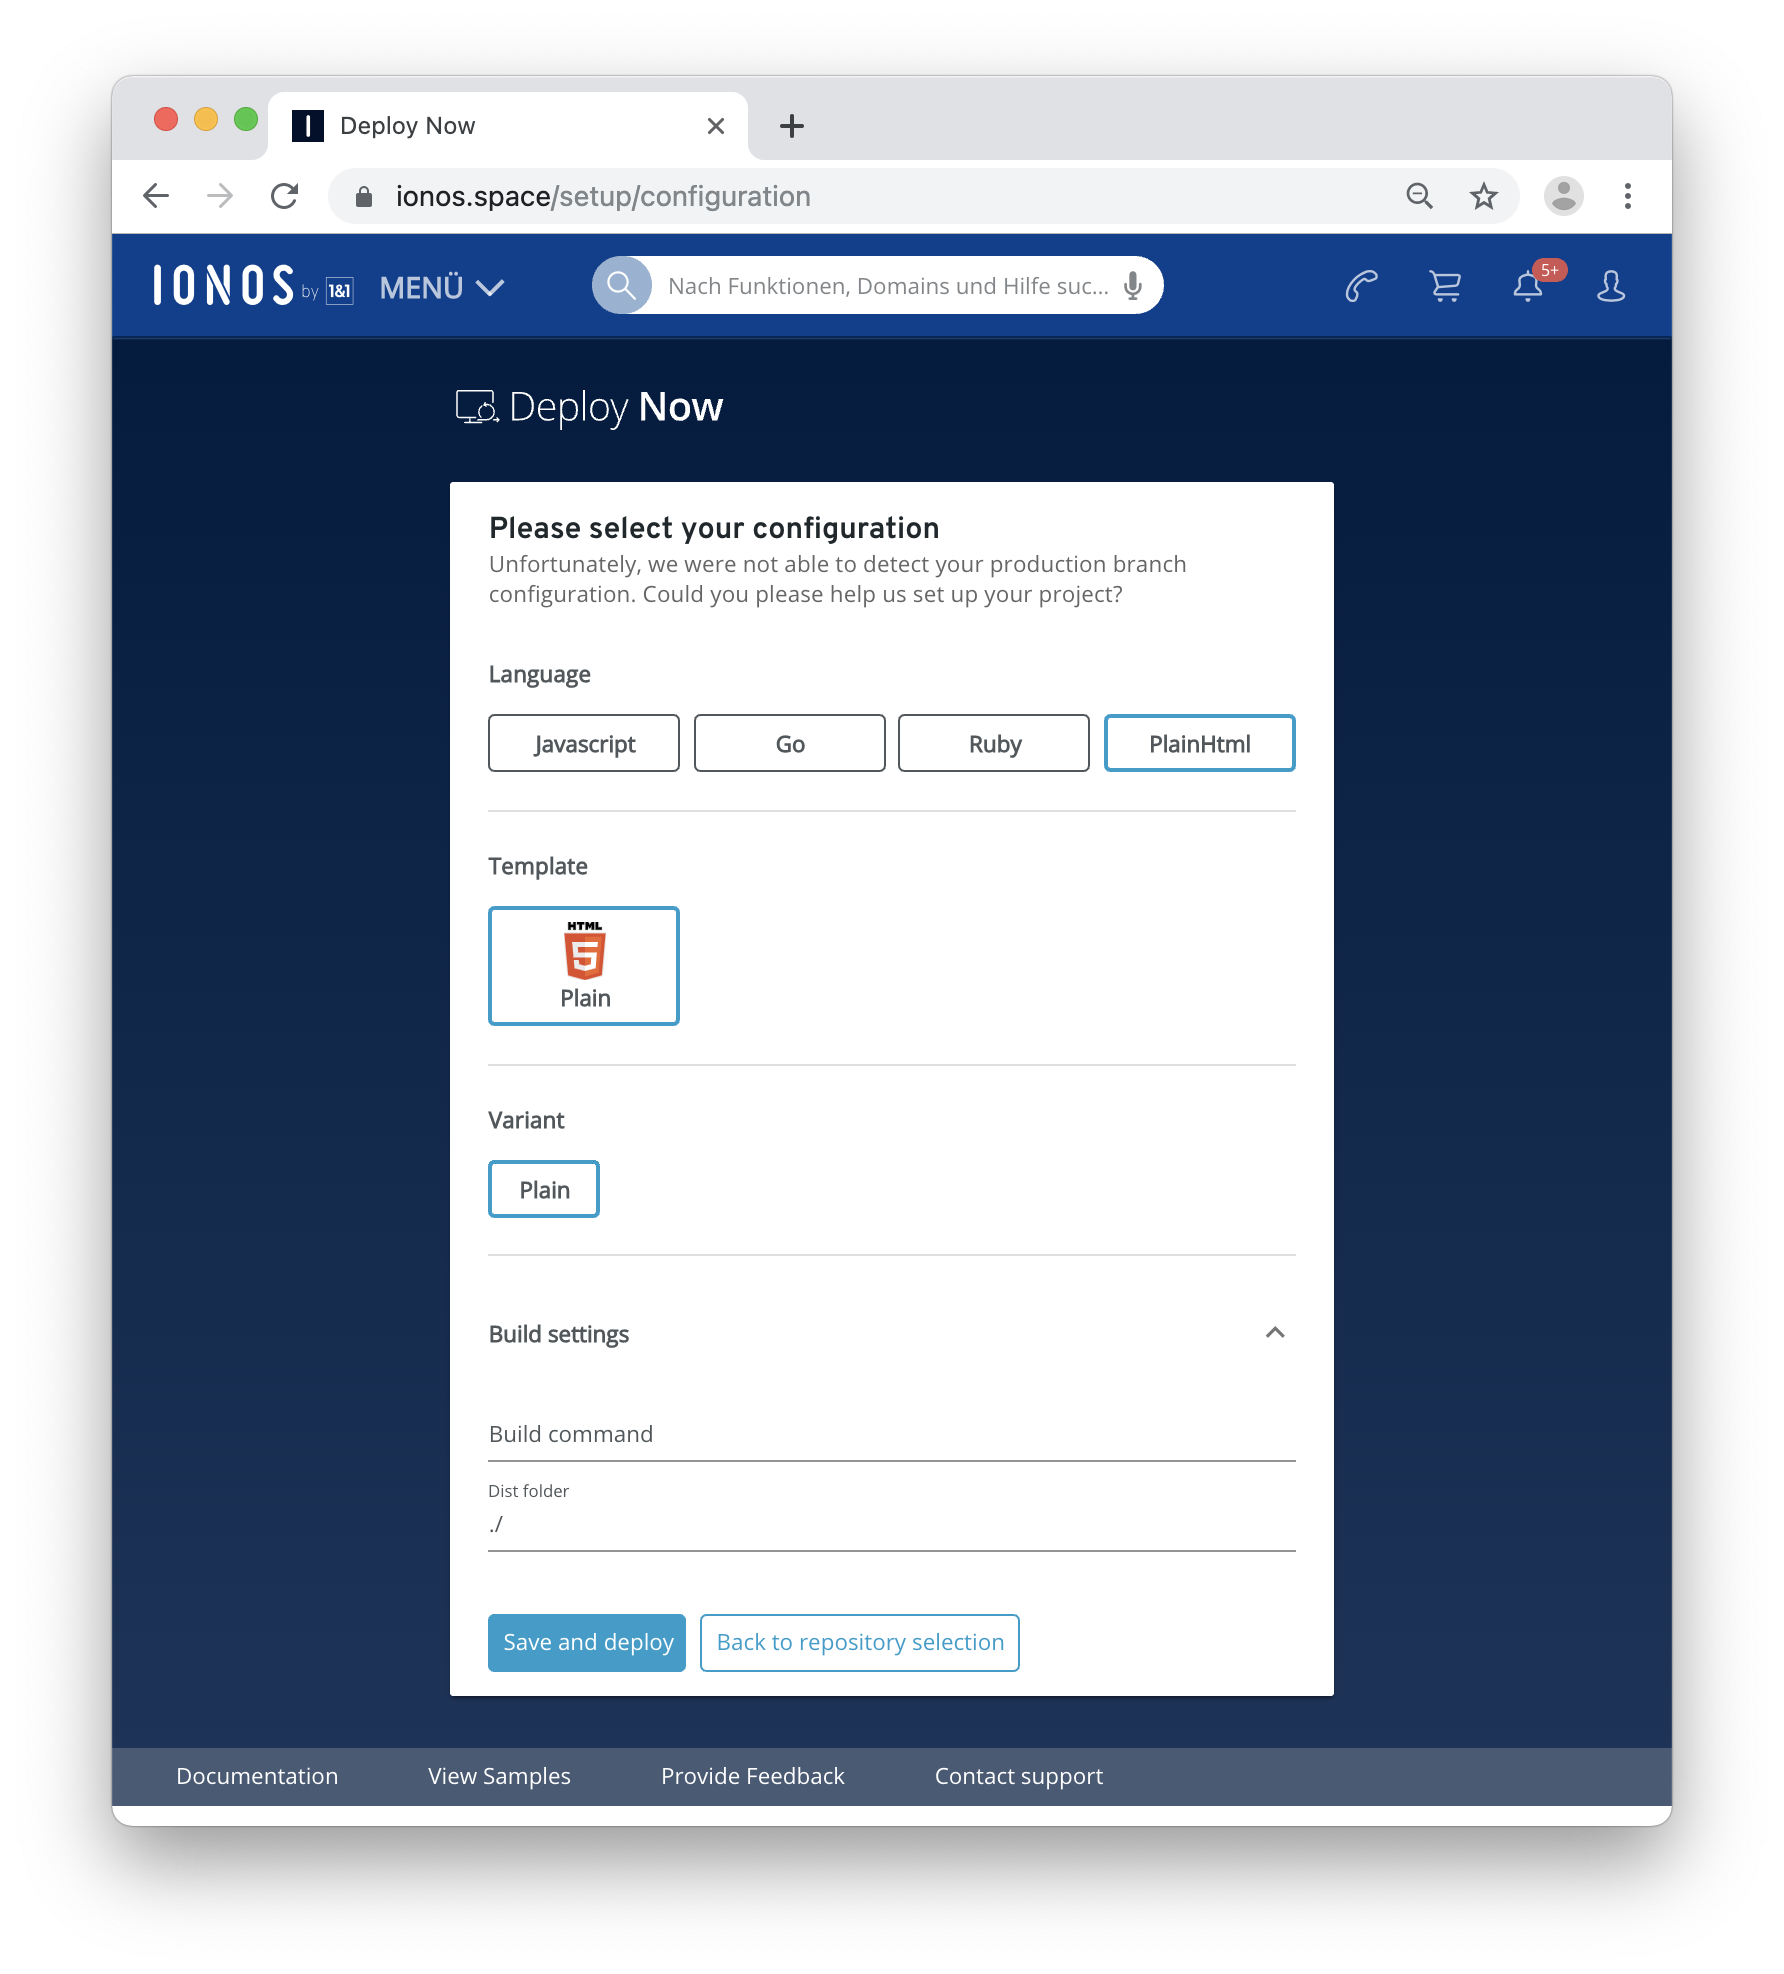 Deploy Now
ionos.space/setup/configuration
IONOS by 1&1 MENÜ Nach Funktionen, Domains und Hilfe suc... 5+
Deploy Now
Please select your configuration
Unfortunately, we were not able to detect your production branch
configuration. Could you please help us set up your project?
Language
Javascript Go Ruby PlainHtml
Template
HTML
5
Plain
Variant
Plain
Build settings
Build command
Dist folder
./
Save and deploy Back to repository selection
Documentation View Samples Provide Feedback Contact support